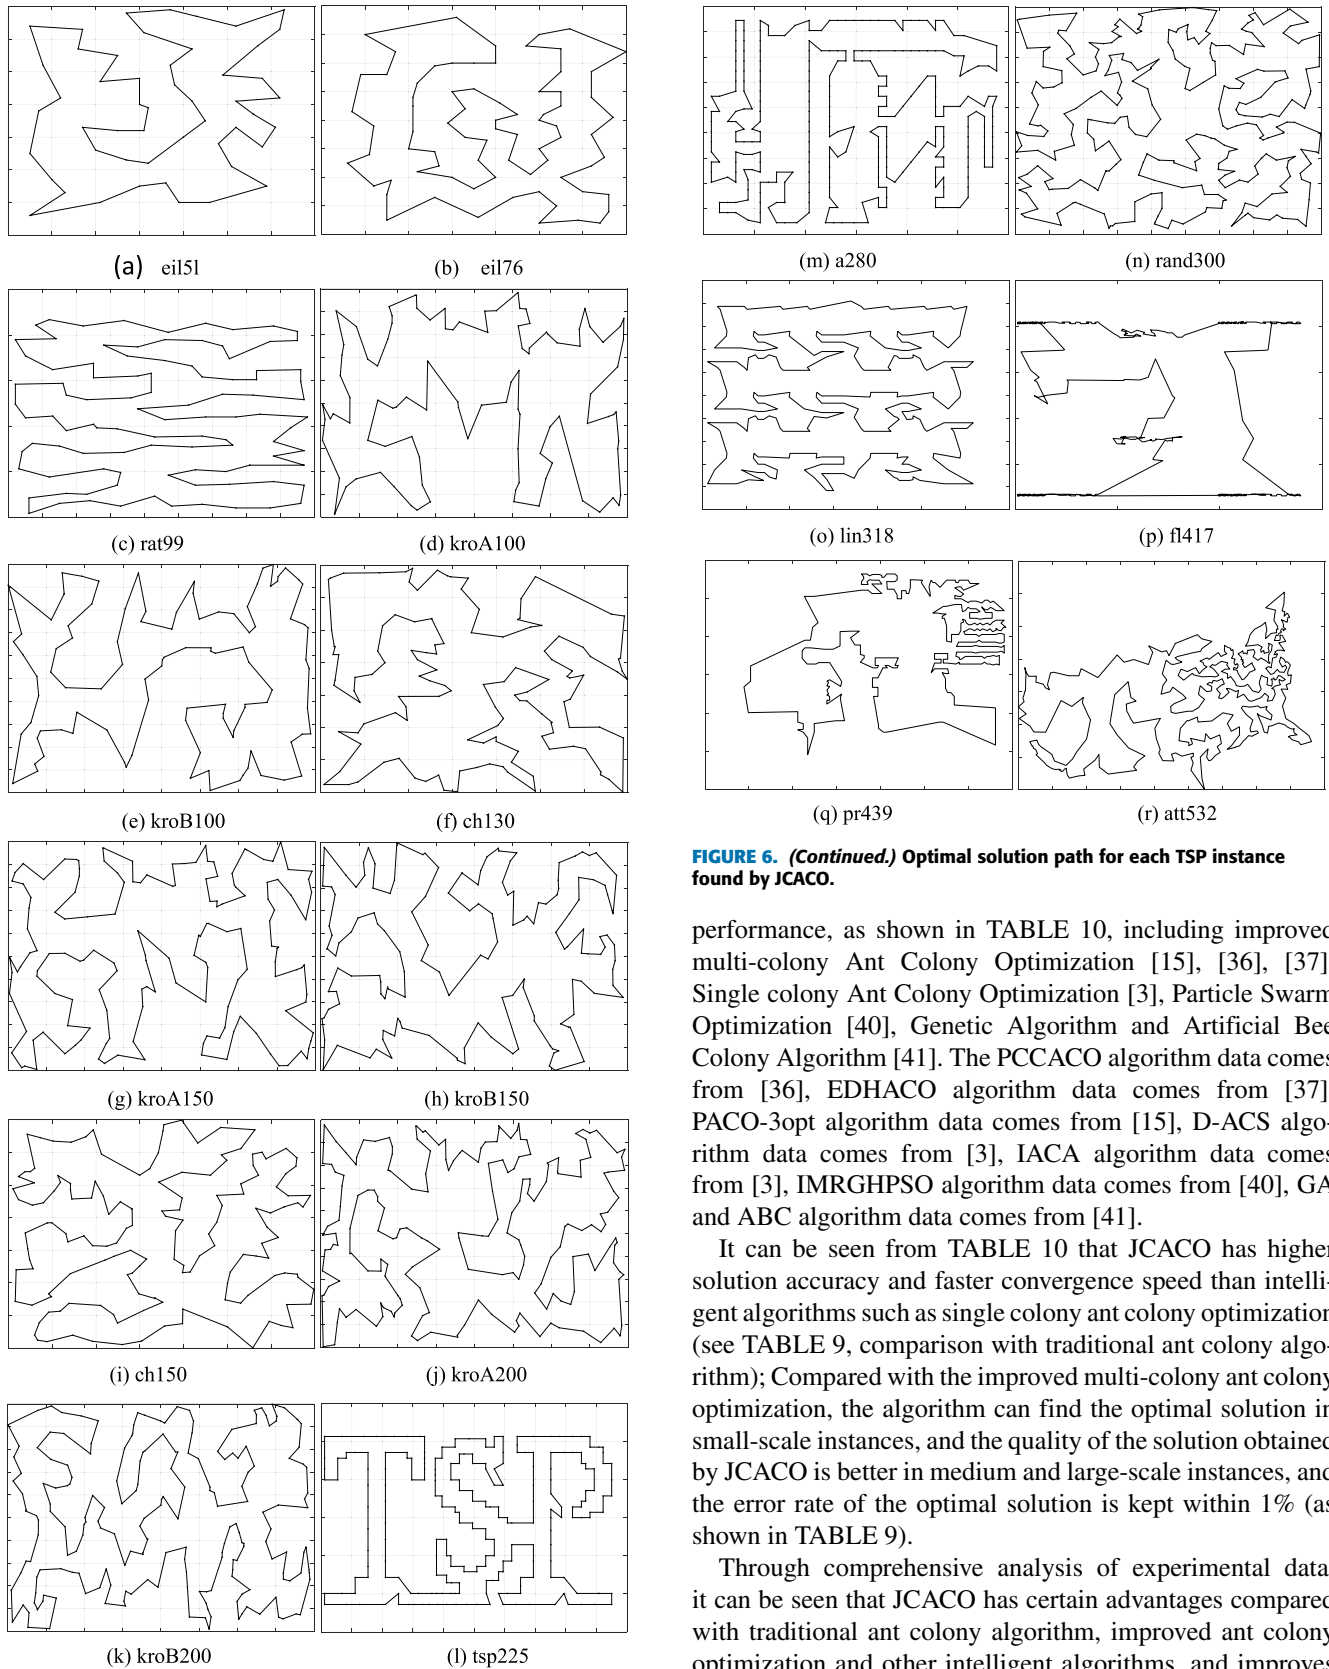 (a) eil51
(b) eil76
(c) rat99
(d) kroA100
(e) kroB100
(f) ch130
(g) kroA150
(h) kroB150
(i) ch150
(j) kroA200
(k) kroB200
(l) tsp225
(m) a280
(n) rand300
(o) lin318
(p) fl417
(q) pr439
(r) att532
FIGURE 6. (Continued.) Optimal solution path for each TSP instance
found by JCACO.
performance, as shown in TABLE 10, including improved
multi-colony Ant Colony Optimization [15], [36], [37]
Single colony Ant Colony Optimization [3], Particle Swarm
Optimization [40], Genetic Algorithm and Artificial Bee
Colony Algorithm [41]. The PCCACO algorithm data comes
from [36], EDHACO algorithm data comes from [37]
PACO-3opt algorithm data comes from [15], D-ACS algo-
rithm data comes from [3], IACA algorithm data comes
from [3], IMRGHPSO algorithm data comes from [40], GA
and ABC algorithm data comes from [41].
It can be seen from TABLE 10 that JCACO has higher
solution accuracy and faster convergence speed than intelli-
gent algorithms such as single colony ant colony optimization
(see TABLE 9, comparison with traditional ant colony algo-
rithm); Compared with the improved multi-colony ant colony
optimization, the algorithm can find the optimal solution in
small-scale instances, and the quality of the solution obtained
by JCACO is better in medium and large-scale instances, and
the error rate of the optimal solution is kept within 1% (as
shown in TABLE 9).
Through comprehensive analysis of experimental data
it can be seen that JCACO has certain advantages compared
with traditional ant colony algorithm, improved ant colony
optimization and other intelligent algorithms, and improves